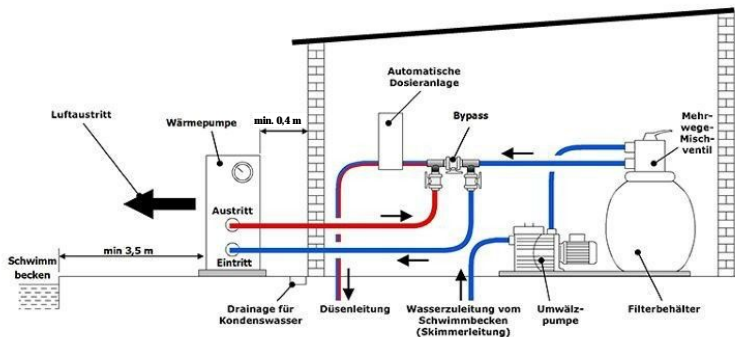 Automatische
Dosieranlage
Bypass
Mehr-
wege-
Misch-
ventil
Luftaustritt
Wärmepumpe
min. 0,4 m
Austritt
Eintritt
min 3,5 m
Schwimm
becken
Drainage für
Kondenswasser
Düsenleitung
Wasserzuleitung vom
Schwimmbecken
(Skimmerleitung)
Umwälz-
pumpe
Filterbehälter